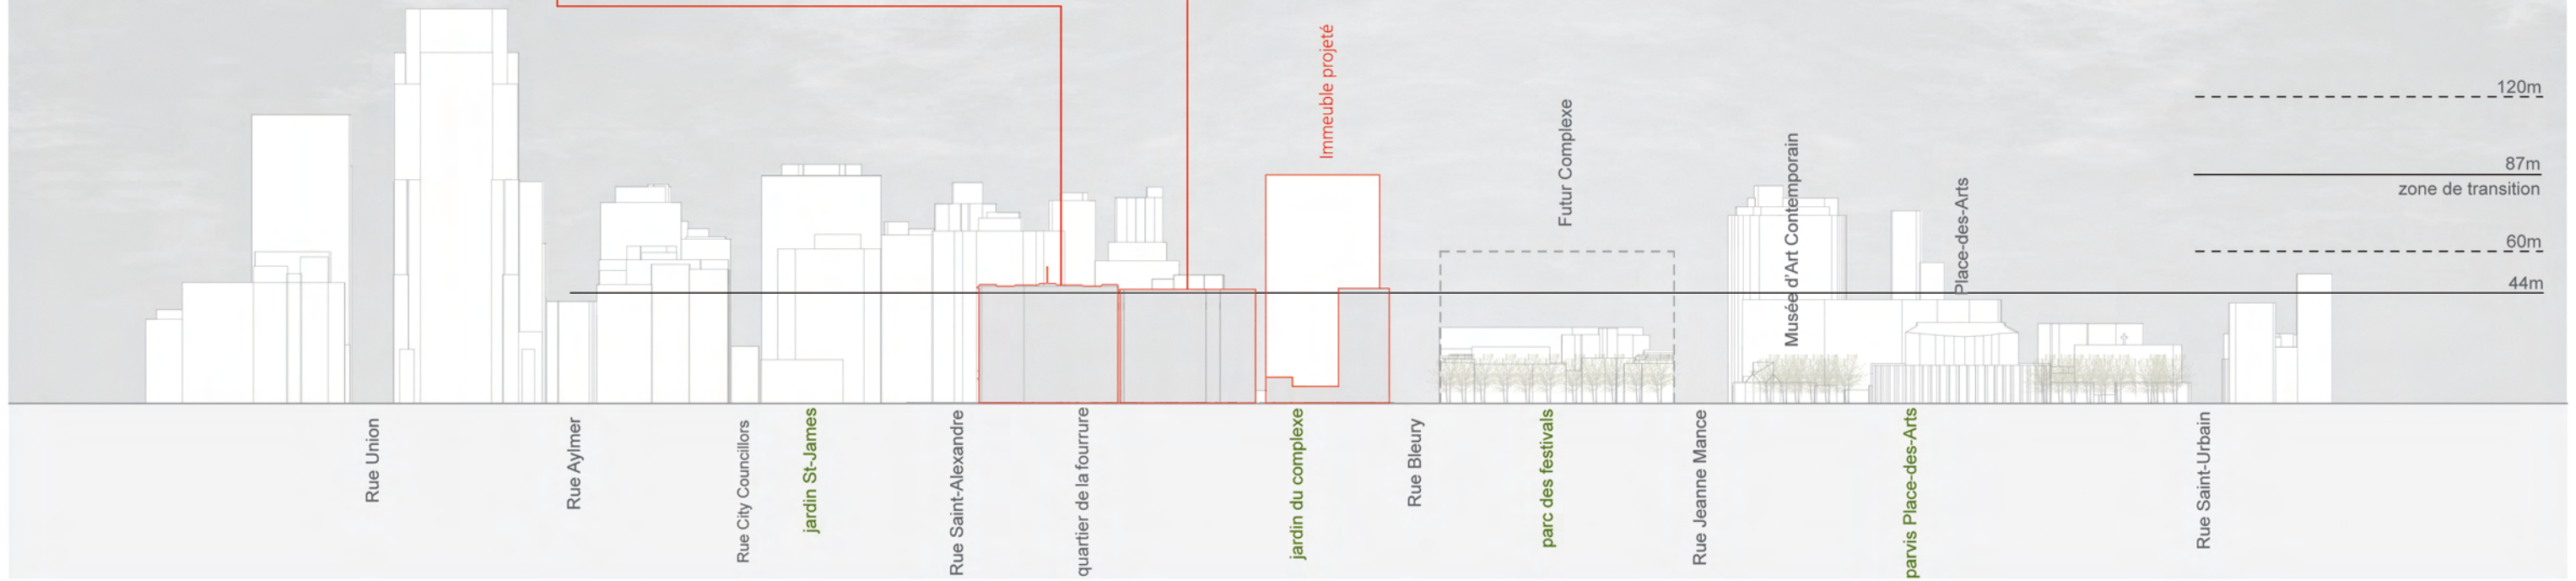 Immeuble projeté
Futur Complexe
Musée d'Art Contemporain
Place-des-Arts
120m
87m
zone de transition
60m
44m
Rue Union
Rue Aylmer
Rue City Councillors
jardin St-James
Rue Saint-Alexandre
quartier de la fourrure
jardin du complexe
Rue Bleury
parc des festivals
Rue Jeanne Mance
parvis Place-des-Arts
Rue Saint-Urbain